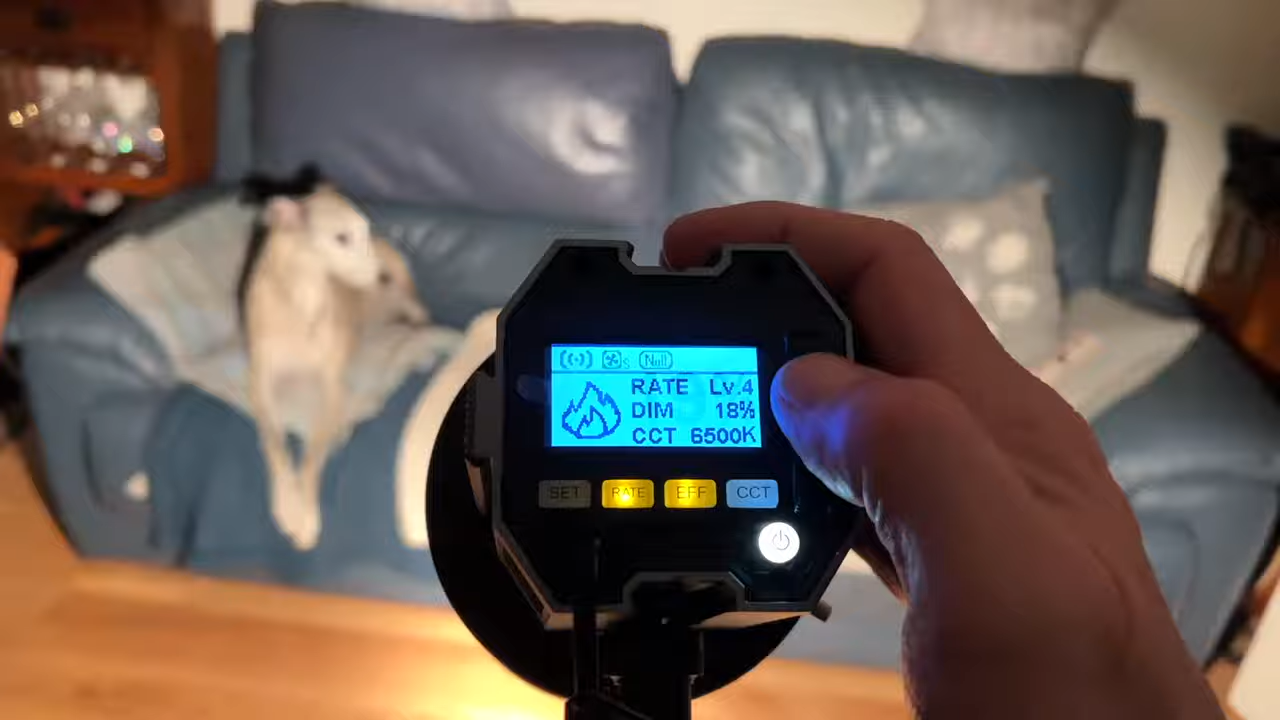 Null
RATE Lv.4
DIM 18%
CCT 6500K
SET RATE EFF CCT